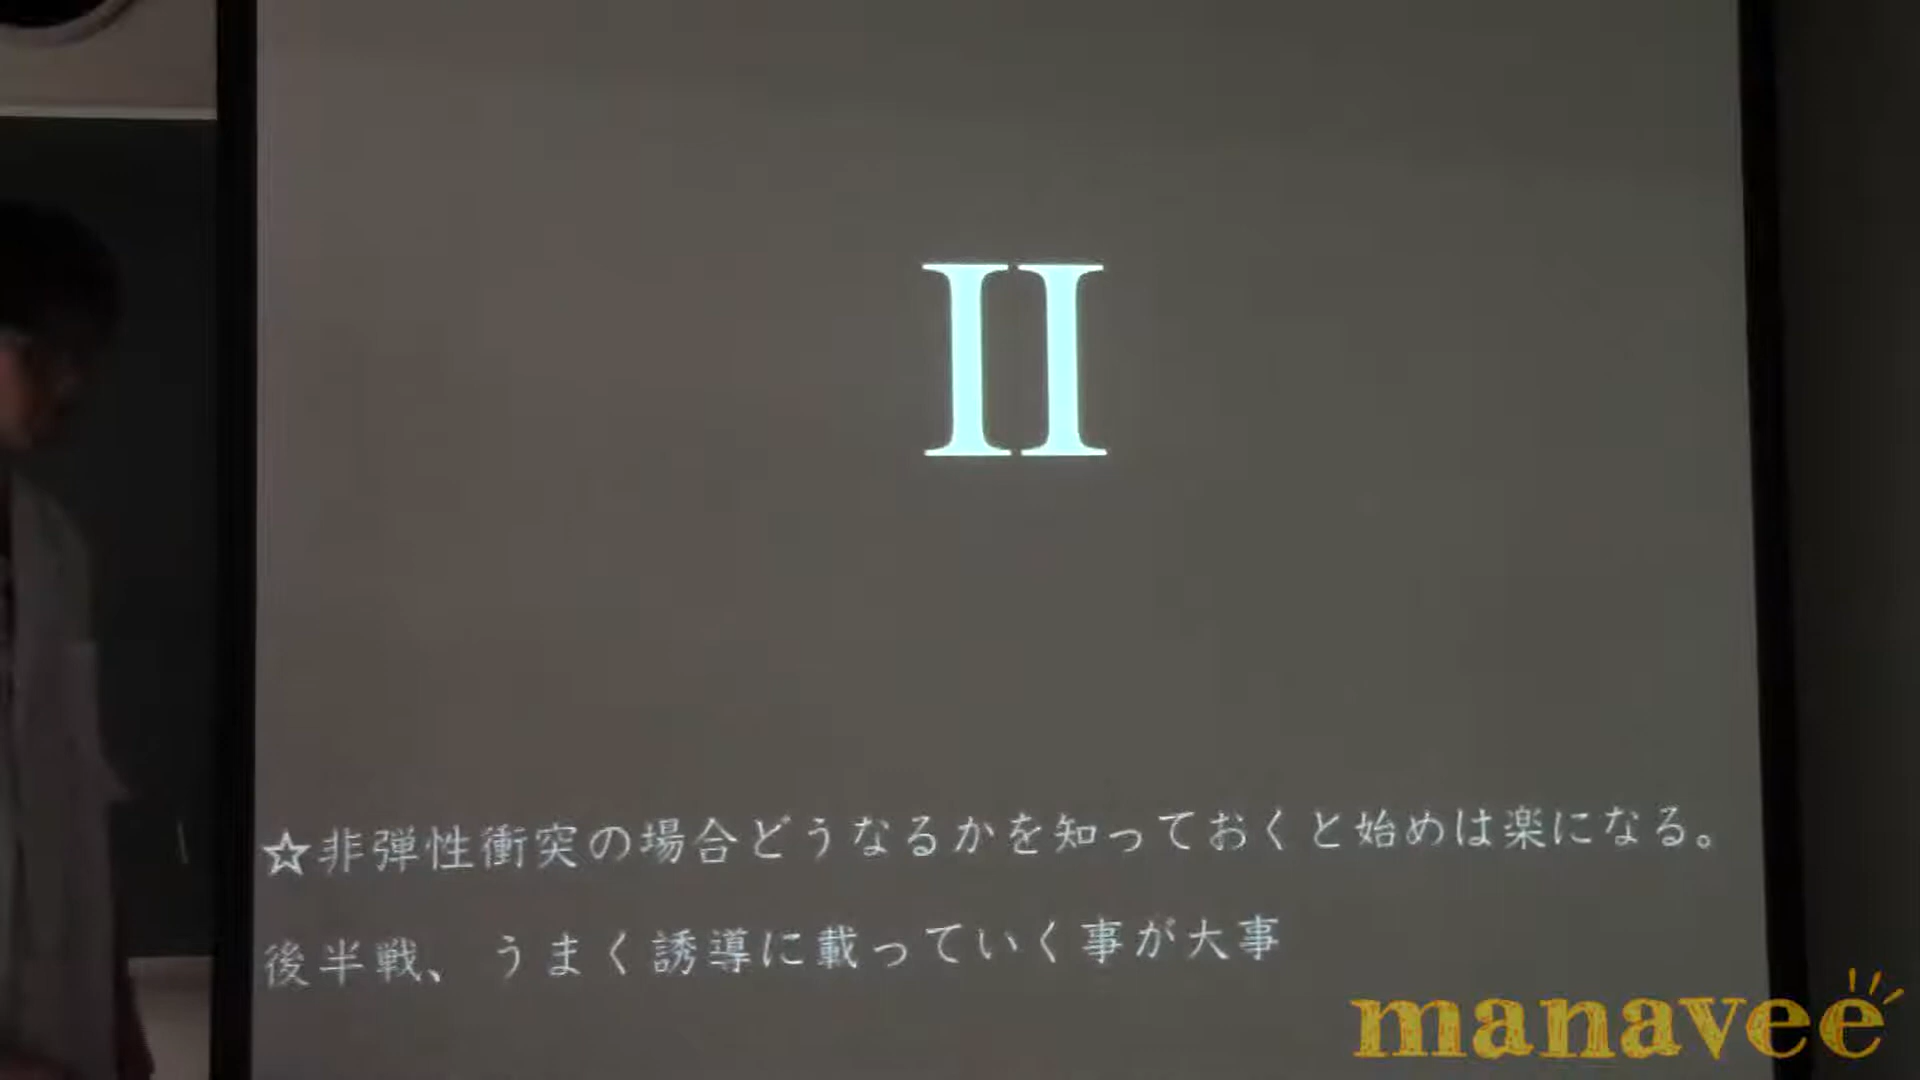 II
☆非弾性衝突の場合どうなるかを知っておくと始めは楽になる。
後半戦、うまく誘導に載っていく事が大事
manavee